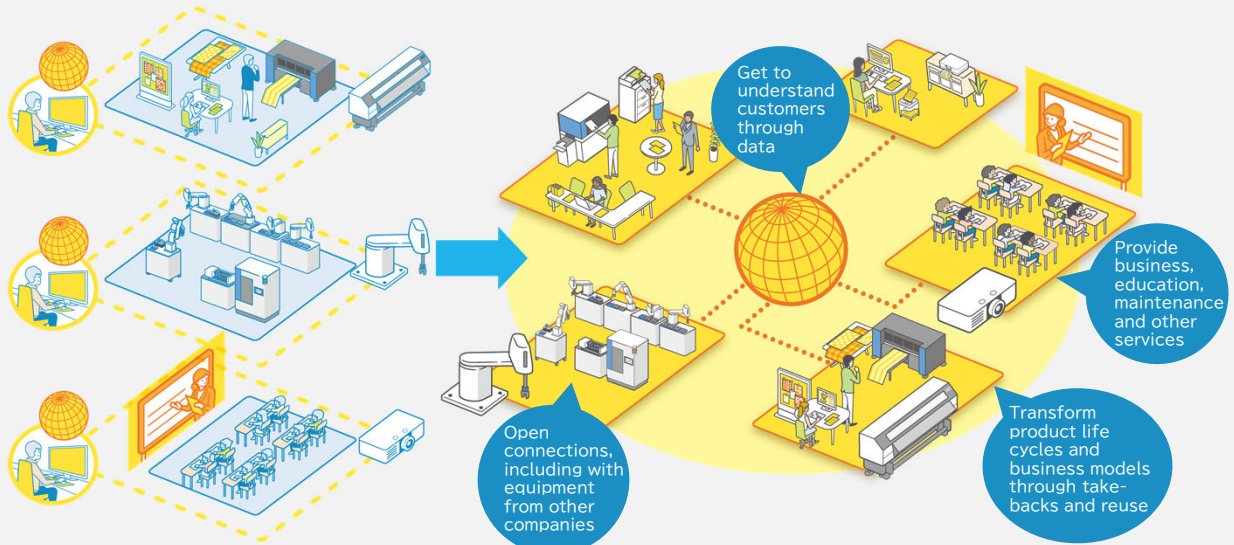 Get to
understand
customers
through
data
Provide
business,
education,
maintenance
and other
services
Open
connections,
including with
equipment
from other
companies
Transform
product life
cycles and
business models
through take-
backs and reuse